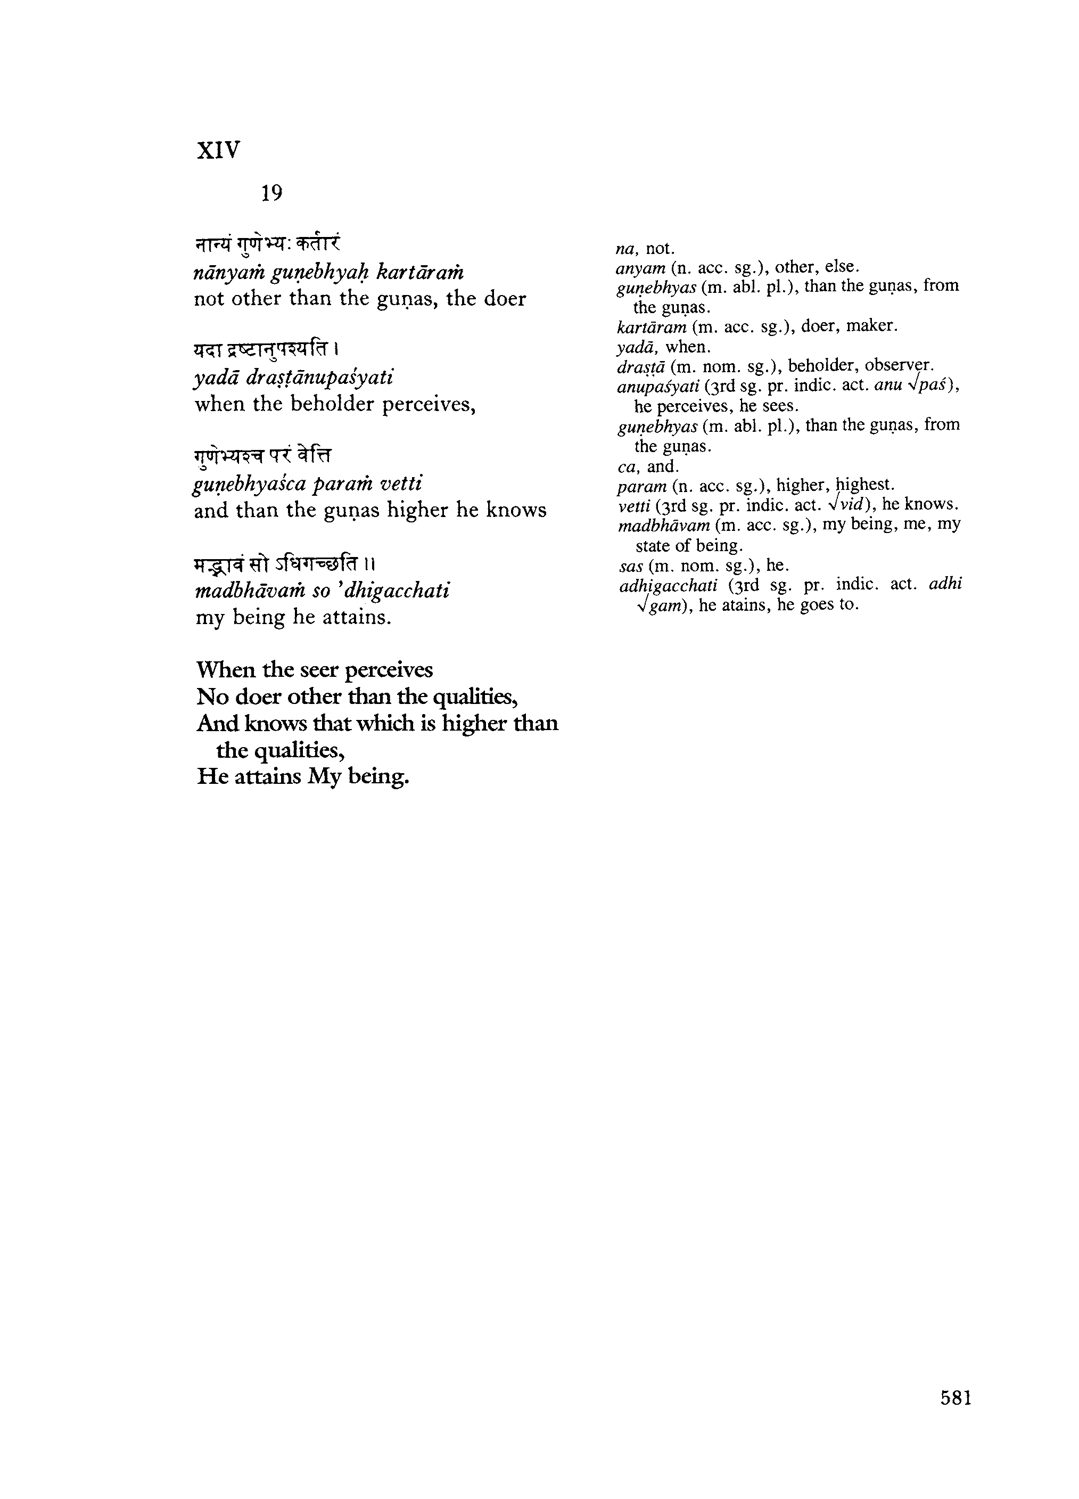 XIV
19
नान्यं गुणेभ्यः कर्तारं
nānyaṁ guṇebhyaḥ kartāraṁ
not other than the guṇas, the doer
यदा द्रष्टानुपश्यति ।
yadā draṣṭānupaśyati
when the beholder perceives,
गुणेभ्यश्च परं वेत्ति
guṇebhyaśca paraṁ vetti
and than the guṇas higher he knows
मद्भावं सो ऽधिगच्छति ॥
madbhāvaṁ so ’dhigacchati
my being he attains.
When the seer perceives
No doer other than the qualities,
And knows that which is higher than
the qualities,
He attains My being.
na, not.
anyam (n. acc. sg.), other, else.
guṇebhyas (m. abl. pl.), than the guṇas, from
the guṇas.
kartāram (m. acc. sg.), doer, maker.
yadā, when.
draṣṭā (m. nom. sg.), beholder, observer.
anupaśyati (3rd sg. pr. indic. act. anu √paś),
he perceives, he sees.
guṇebhyas (m. abl. pl.), than the guṇas, from
the guṇas.
ca, and.
param (n. acc. sg.), higher, highest.
vetti (3rd sg. pr. indic. act. √vid), he knows.
madbhāvam (m. acc. sg.), my being, me, my
state of being.
sas (m. nom. sg.), he.
adhigacchati (3rd sg. pr. indic. act. adhi
√gam), he atains, he goes to.
581